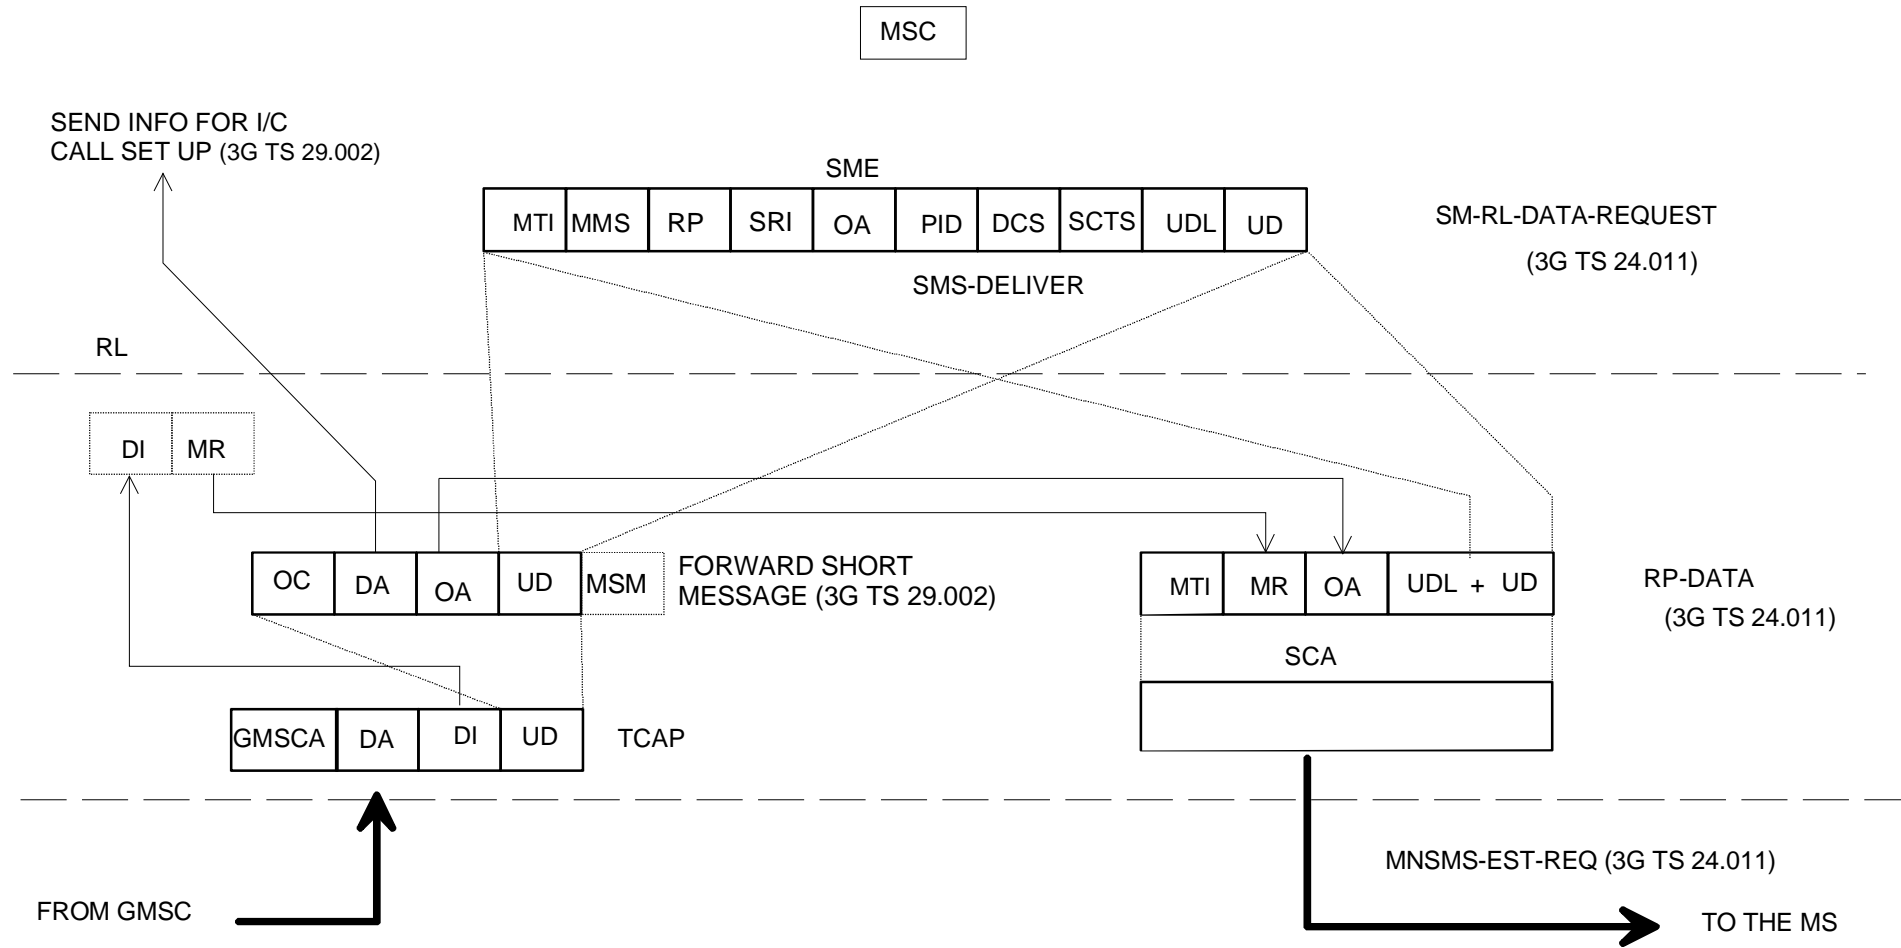 MSC
SEND INFO FOR I/C
CALL SET UP (3G TS 29.002)
SME
MTI MMS RP SRI OA PID DCS SCTS UDL UD
SM-RL-DATA-REQUEST
(3G TS 24.011)
SMS-DELIVER
RL
DI MR
OC DA OA UD MSM
FORWARD SHORT
MESSAGE (3G TS 29.002)
MTI MR OA UDL + UD
RP-DATA
(3G TS 24.011)
SCA
GMSCA DA DI UD TCAP
MNSMS-EST-REQ (3G TS 24.011)
FROM GMSC
TO THE MS